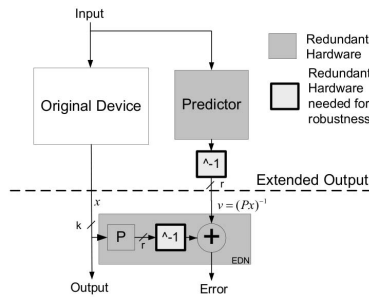 Input
Redundant
Hardware
Redundant
Hardware
needed for
robustness
Original Device
Predictor
^-1
r
Extended Output
x
v = (Px)^{-1}
k
P
r
^-1
+
EDN
Output
Error